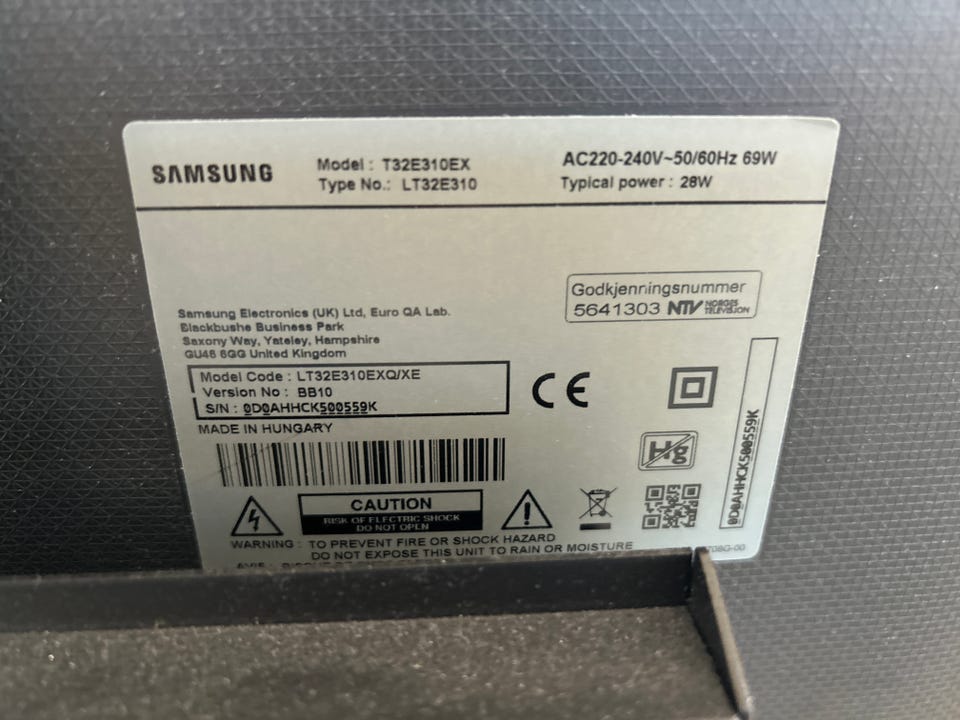 SAMSUNG
Model : T32E310EX
Type No.: LT32E310
AC220-240V~50/60Hz 69W
Typical power : 28W
Godkjenningsnummer
5641303 NTV NORGES TELEVISJON
Samsung Electronics (UK) Ltd, Euro QA Lab.
Blackbushe Business Park
Saxony Way, Yateley, Hampshire
GU46 6GG United Kingdom
Model Code : LT32E310EXQ/XE
Version No : BB10
S/N : 0D0AHHCK500559K
MADE IN HUNGARY
CE
Hg
0D0AHHCK500559K
CAUTION
RISK OF ELECTRIC SHOCK
DO NOT OPEN
WARNING : TO PREVENT FIRE OR SHOCK HAZARD
DO NOT EXPOSE THIS UNIT TO RAIN OR MOISTURE